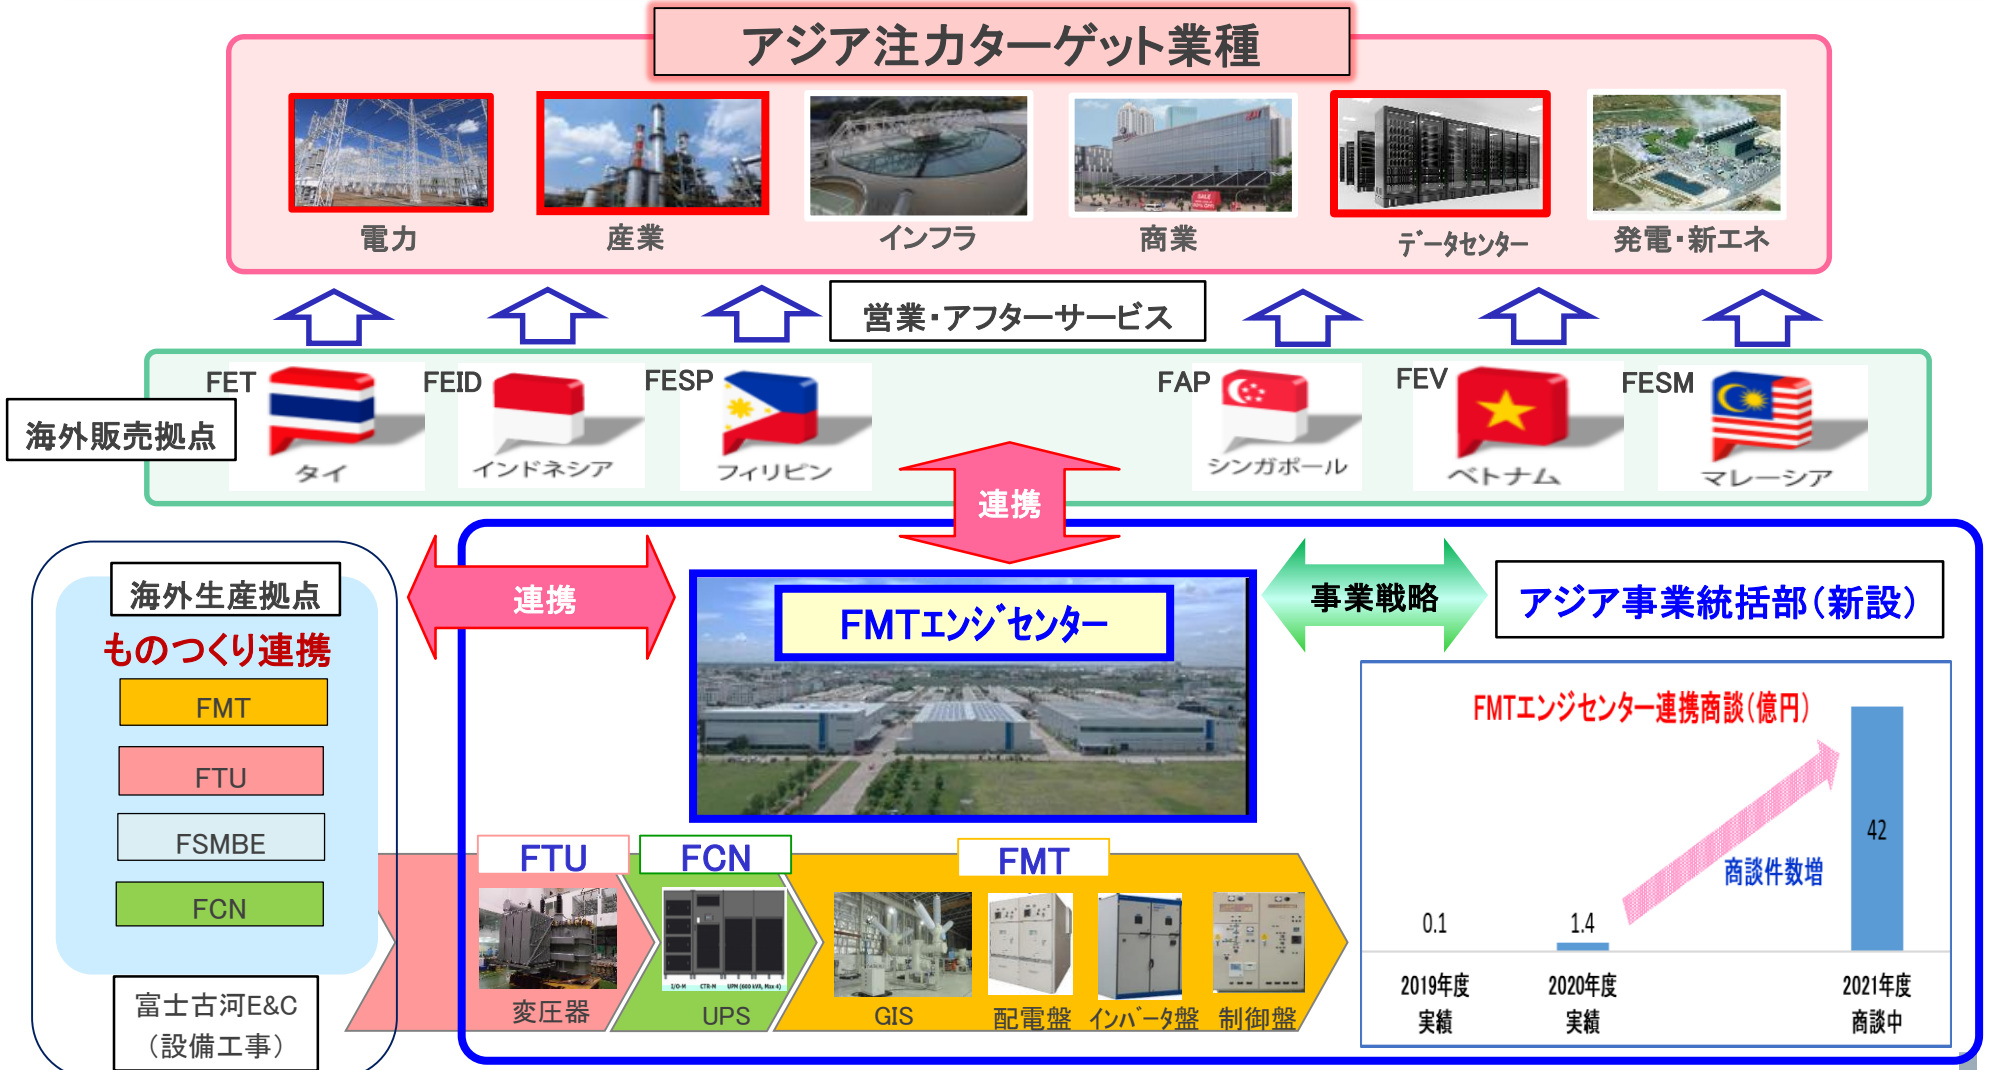 アジア注力ターゲット業種
電力
産業
インフラ
商業
データセンター
発電・新エネ
営業・アフターサービス
海外販売拠点
FET
タイ
FEID
インドネシア
FESP
フィリピン
FAP
シンガポール
FEV
ベトナム
FESM
マレーシア
連携
連携
事業戦略
アジア事業統括部（新設）
FMTエンジセンター
海外生産拠点
ものつくり連携
FMT
FTU
FSMBE
FCN
富士古河E&C
（設備工事）
FTU
変圧器
FCN
I/O-M CTR-M UPM (600 kVA, Max 4)
UPS
FMT
GIS
配電盤
インバータ盤
制御盤
FMTエンジセンター連携商談（億円）
商談件数増
0.1
1.4
42
2019年度
実績
2020年度
実績
2021年度
商談中